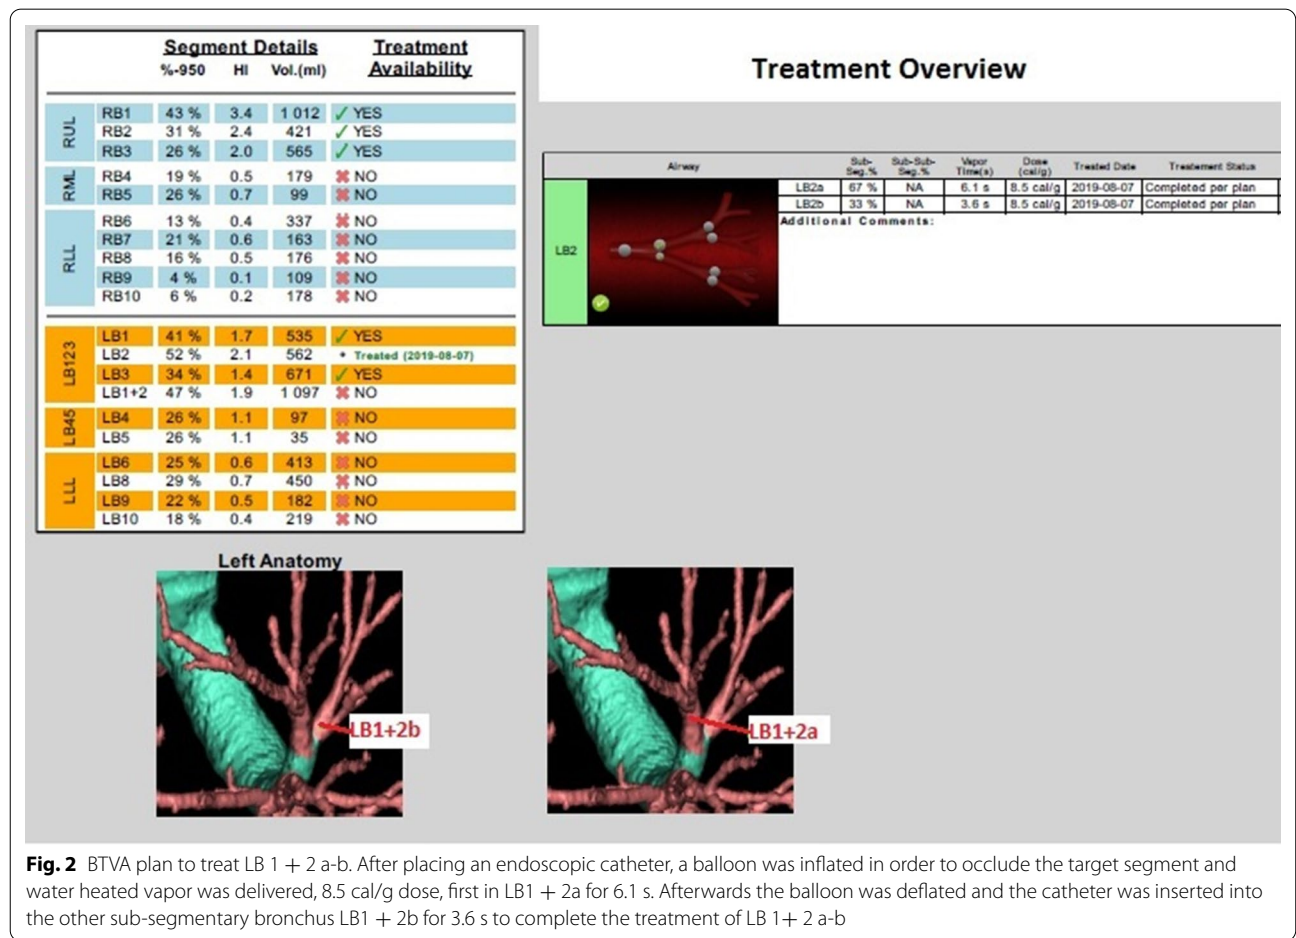 Segment Details Treatment Availability
%-950 HI Vol.(ml)
RUL
RB1 43 % 3.4 1 012 ✓ YES
RB2 31 % 2.4 421 ✓ YES
RB3 26 % 2.0 565 ✓ YES
RML
RB4 19 % 0.5 179 ✖ NO
RB5 26 % 0.7 99 ✖ NO
RLL
RB6 13 % 0.4 337 ✖ NO
RB7 21 % 0.6 163 ✖ NO
RB8 16 % 0.5 176 ✖ NO
RB9 4 % 0.1 109 ✖ NO
RB10 6 % 0.2 178 ✖ NO
LB123
LB1 41 % 1.7 535 ✓ YES
LB2 52 % 2.1 562 * Treated (2019-08-07)
LB3 34 % 1.4 671 ✓ YES
LB1+2 47 % 1.9 1 097 ✖ NO
LB45
LB4 26 % 1.1 97 ✖ NO
LB5 26 % 1.1 35 ✖ NO
LLL
LB6 25 % 0.6 413 ✖ NO
LB8 29 % 0.7 450 ✖ NO
LB9 22 % 0.5 182 ✖ NO
LB10 18 % 0.4 219 ✖ NO
Treatment Overview
Airway Sub-Seg.% Sub-Sub-Seg.% Vapor Time(s) Dose (cal/g) Treated Date Treatement Status
LB2
LB2a 67 % NA 6.1 s 8.5 cal/g 2019-08-07 Completed per plan
LB2b 33 % NA 3.6 s 8.5 cal/g 2019-08-07 Completed per plan
Additional Comments:
Left Anatomy
LB1+2b
LB1+2a
Fig. 2 BTVA plan to treat LB 1 + 2 a-b. After placing an endoscopic catheter, a balloon was inflated in order to occlude the target segment and
water heated vapor was delivered, 8.5 cal/g dose, first in LB1 + 2a for 6.1 s. Afterwards the balloon was deflated and the catheter was inserted into
the other sub-segmentary bronchus LB1 + 2b for 3.6 s to complete the treatment of LB 1+ 2 a-b